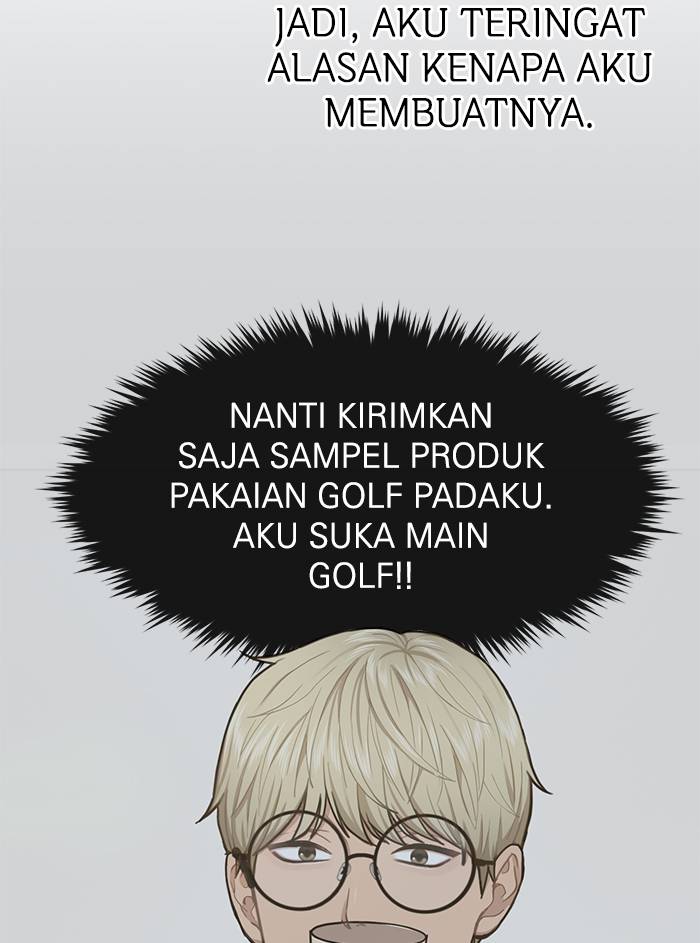 JADI, AKU TERINGAT
ALASAN KENAPA AKU
MEMBUATNYA.
NANTI KIRIMKAN
SAJA SAMPEL PRODUK
PAKAIAN GOLF PADAKU.
AKU SUKA MAIN
GOLF!!